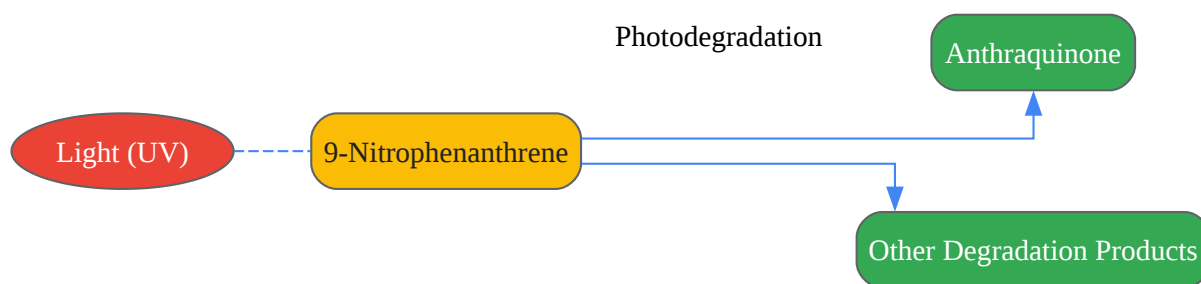 Photodegradation
Anthraquinone
Light (UV)
9-Nitrophenanthrene
Other Degradation Products